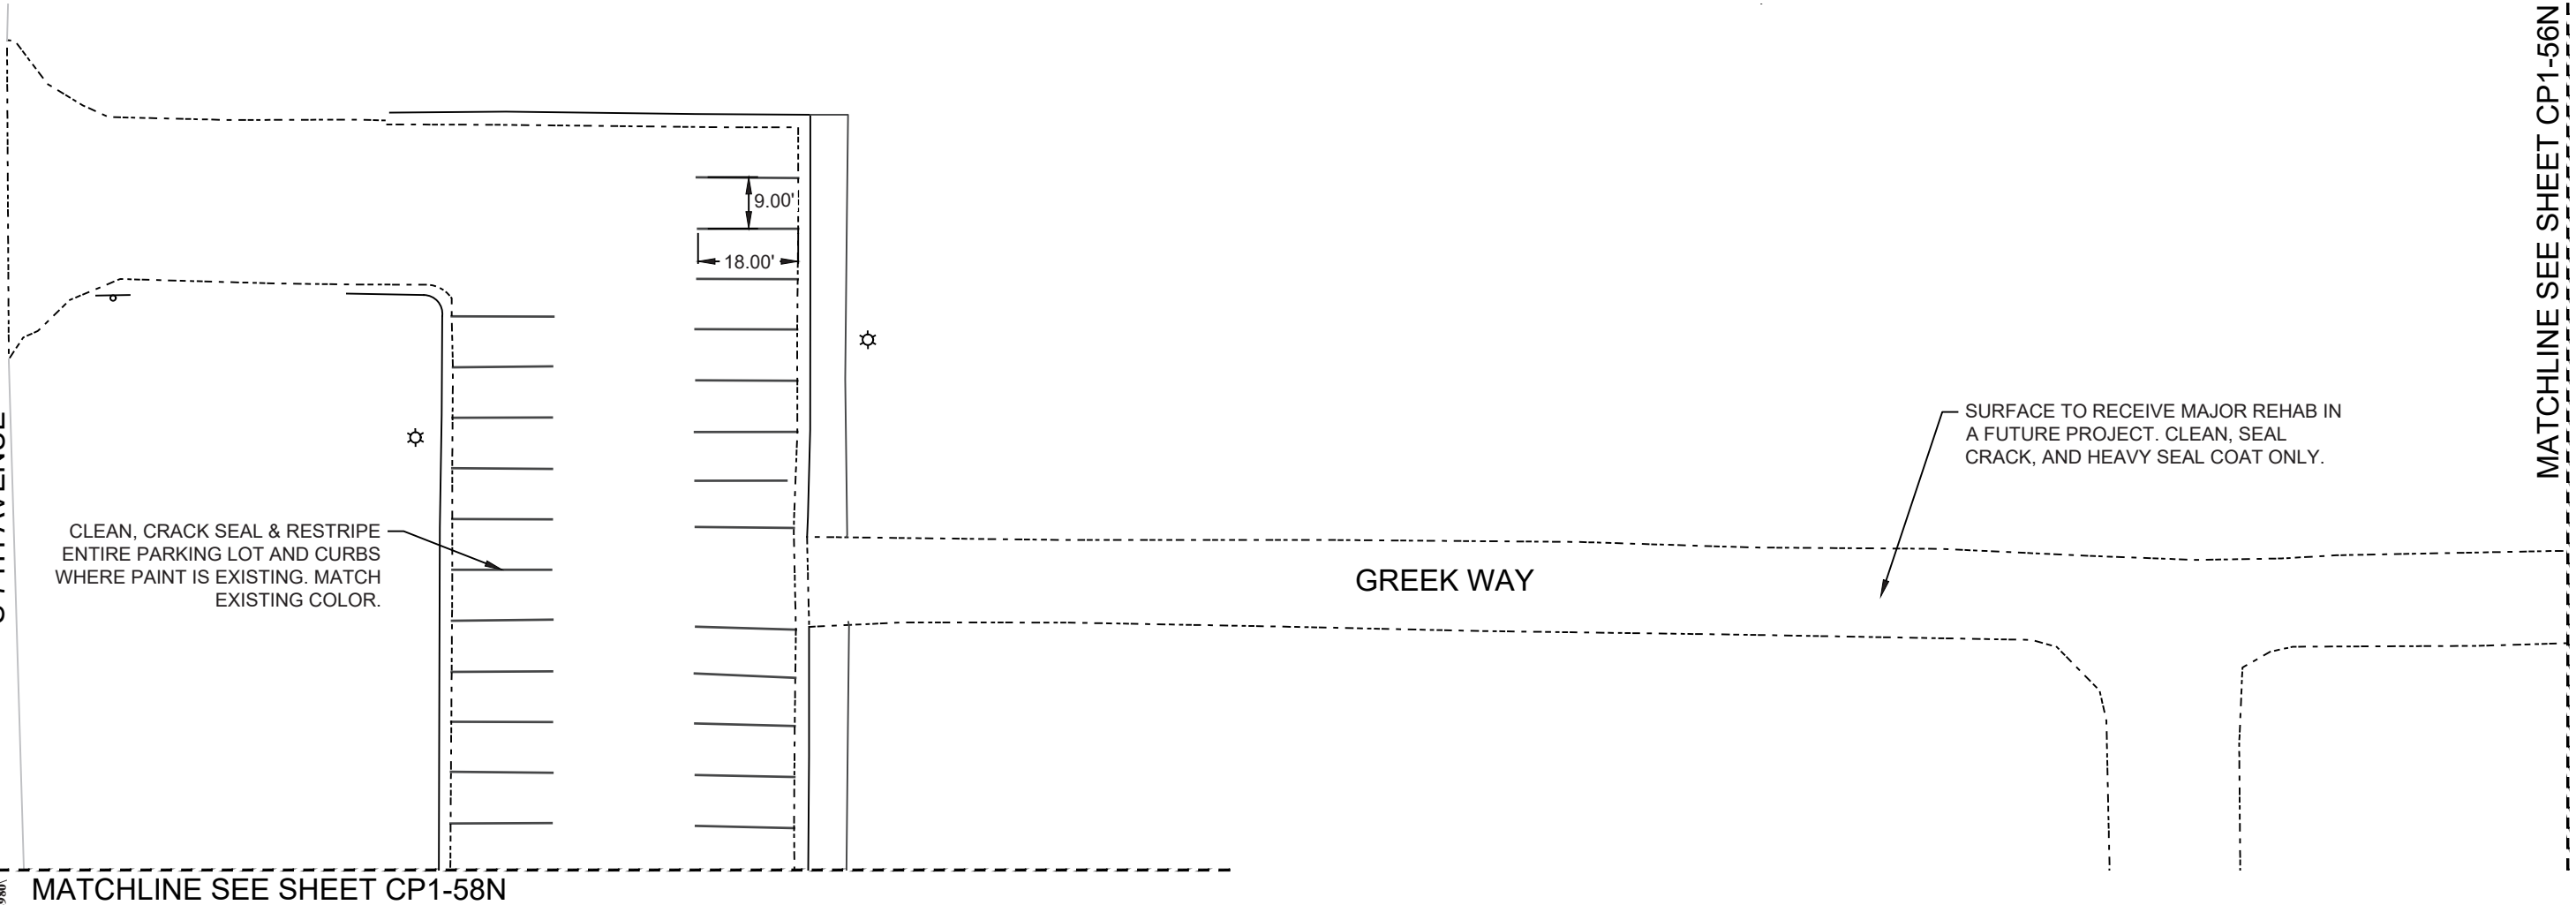 MATCHLINE SEE SHEET CP1-56N
9.00'
18.00'
SURFACE TO RECEIVE MAJOR REHAB IN
A FUTURE PROJECT. CLEAN, SEAL
CRACK, AND HEAVY SEAL COAT ONLY.
CLEAN, CRACK SEAL & RESTRIPE
ENTIRE PARKING LOT AND CURBS
WHERE PAINT IS EXISTING. MATCH
EXISTING COLOR.
GREEK WAY
MATCHLINE SEE SHEET CP1-58N